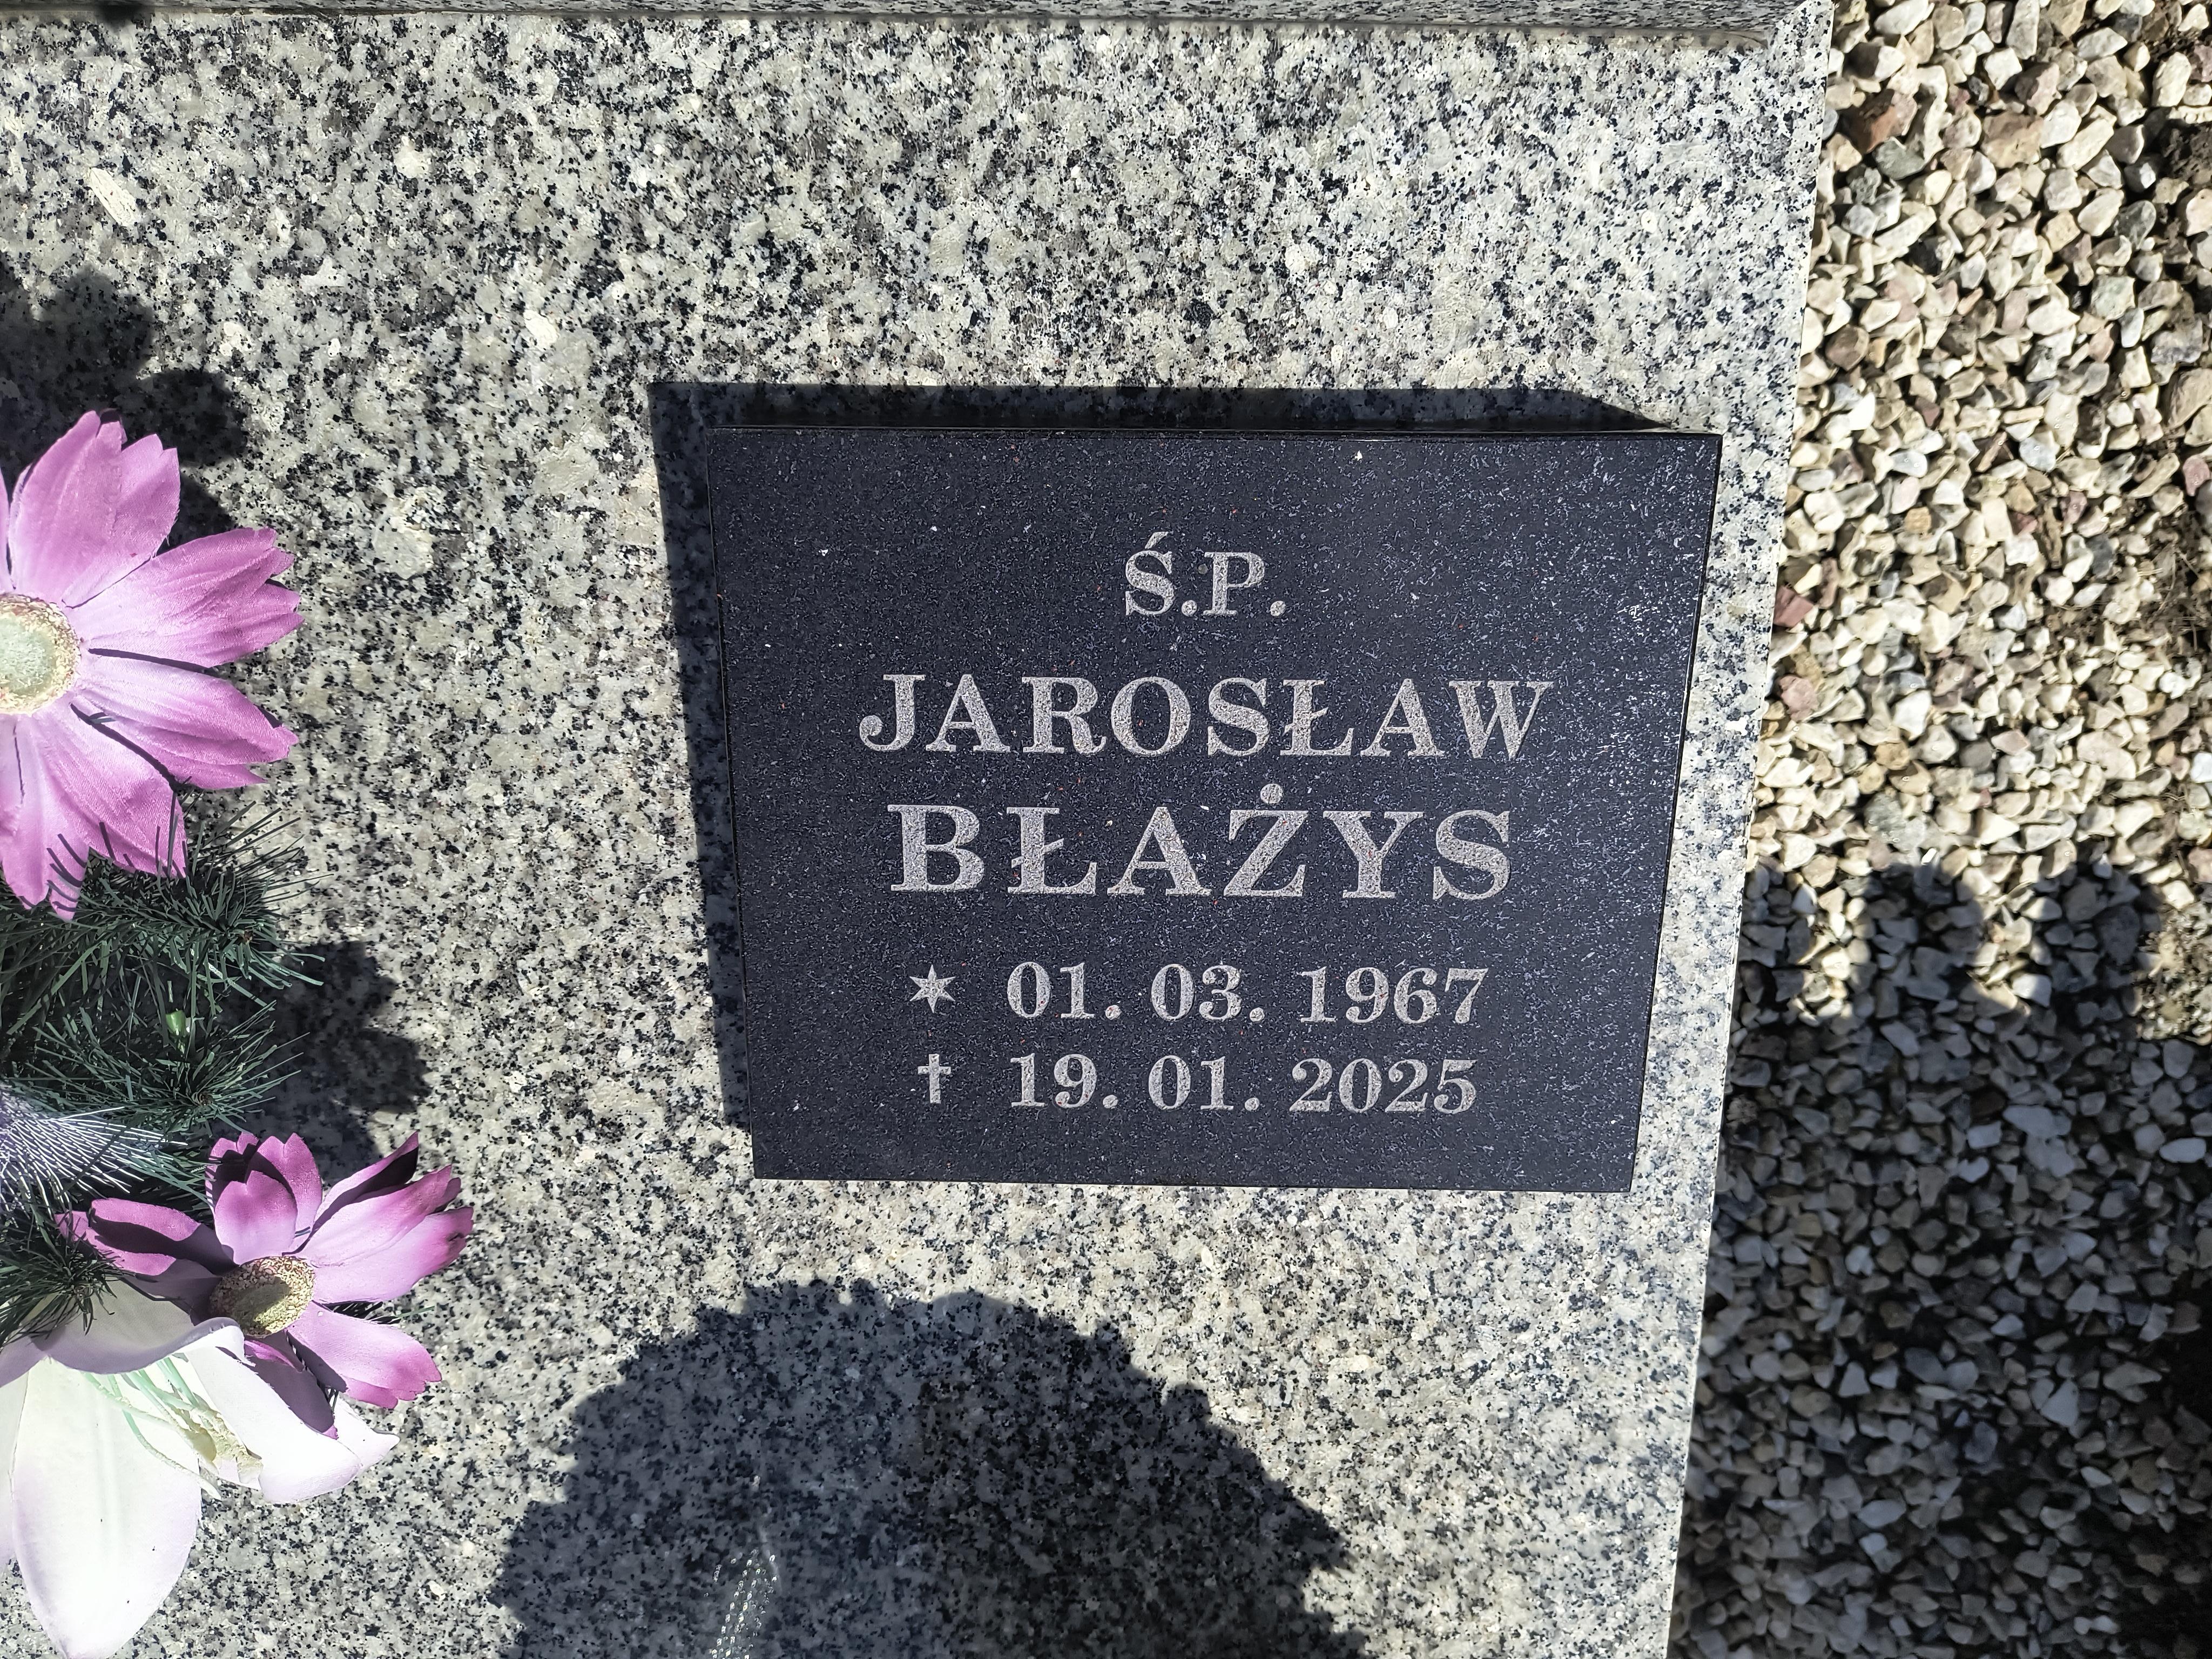 Ś.P.
JAROSŁAW
BŁAŻYS
✶ 01. 03. 1967
✝ 19. 01. 2025